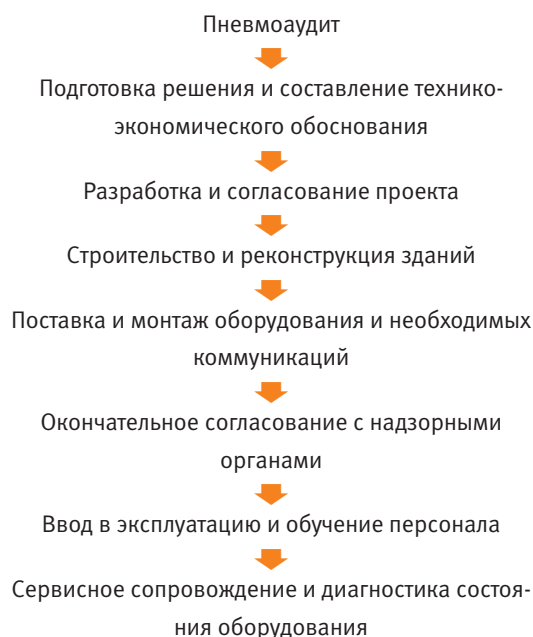 Пневмоаудит
Подготовка решения и составление технико-
экономического обоснования
Разработка и согласование проекта
Строительство и реконструкция зданий
Поставка и монтаж оборудования и необходимых
коммуникаций
Окончательное согласование с надзорными
органами
Ввод в эксплуатацию и обучение персонала
Сервисное сопровождение и диагностика состоя-
ния оборудования